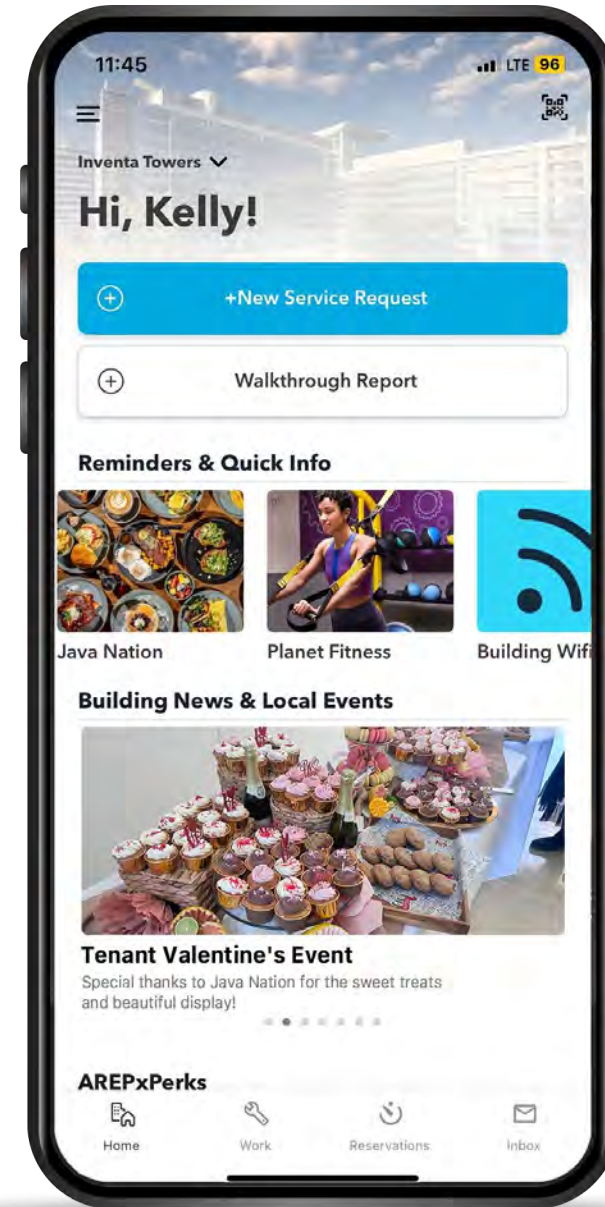 11:45
LTE 96
Inventa Towers
Hi, Kelly!
+New Service Request
Walkthrough Report
Reminders & Quick Info
Java Nation
Planet Fitness
Building Wifi
Building News & Local Events
Tenant Valentine's Event
Special thanks to Java Nation for the sweet treats
and beautiful display!
AREPxPerks
Home
Work
Reservations
Inbox